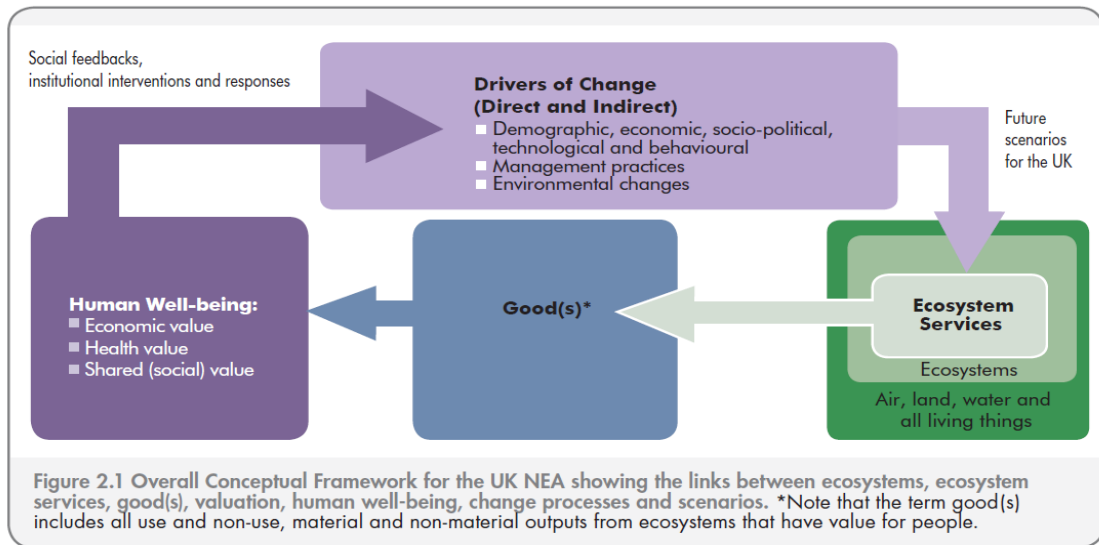 Social feedbacks,
institutional interventions and responses
Drivers of Change
(Direct and Indirect)
Demographic, economic, socio-political,
technological and behavioural
Management practices
Environmental changes
Future
scenarios
for the UK
Human Well-being:
Economic value
Health value
Shared (social) value
Good(s)*
Ecosystem
Services
Ecosystems
Air, land, water and
all living things
Figure 2.1 Overall Conceptual Framework for the UK NEA showing the links between ecosystems, ecosystem
services, good(s), valuation, human well-being, change processes and scenarios. *Note that the term good(s)
includes all use and non-use, material and non-material outputs from ecosystems that have value for people.